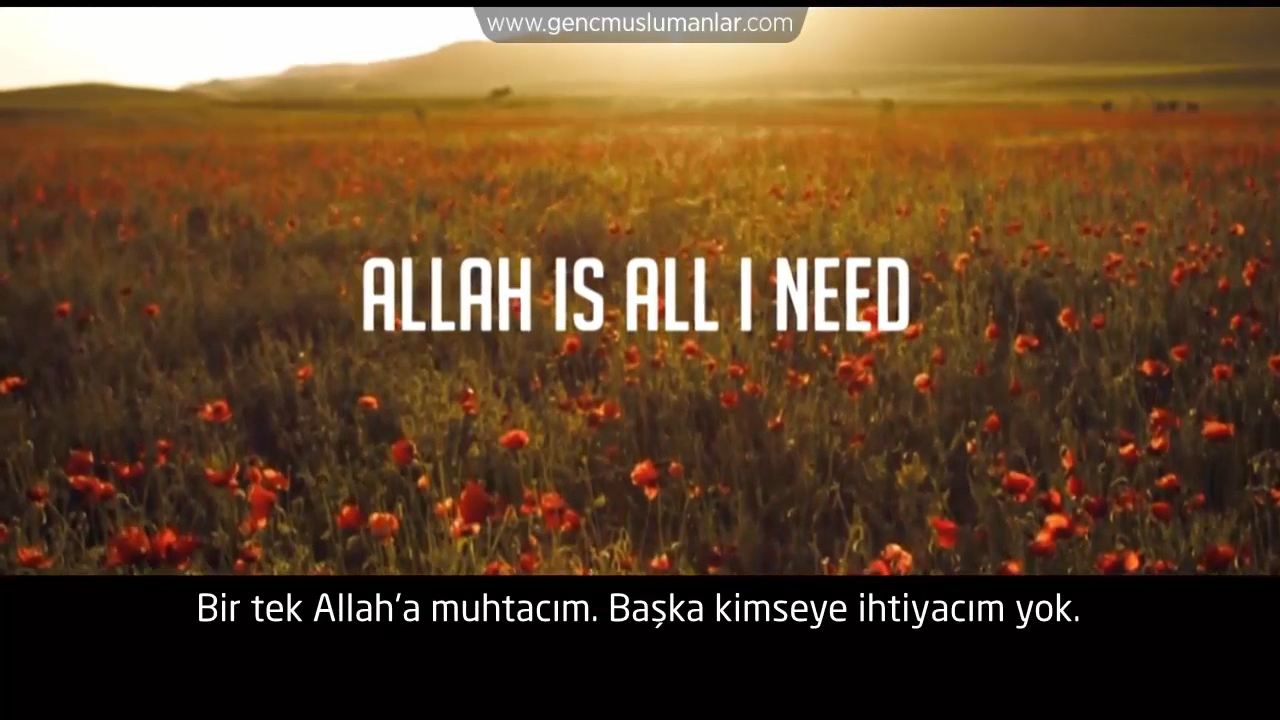 www.gencmuslumanlar.com
ALLAH IS ALL I NEED
Bir tek Allah'a muhtacım. Başka kimseye ihtiyacım yok.